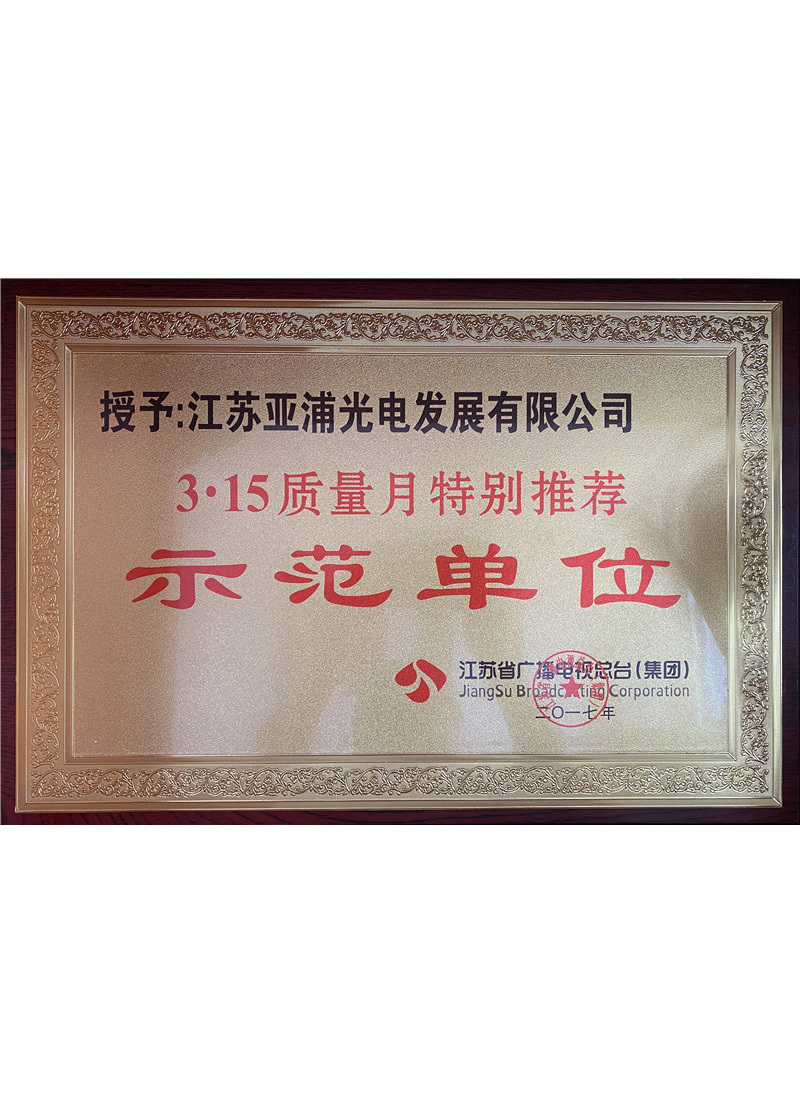 授予:江苏亚浦光电发展有限公司
3·15质量月特别推荐
示范单位
江苏省广播电视总台(集团)
JiangSu Broadcasting Corporation
二〇一七年